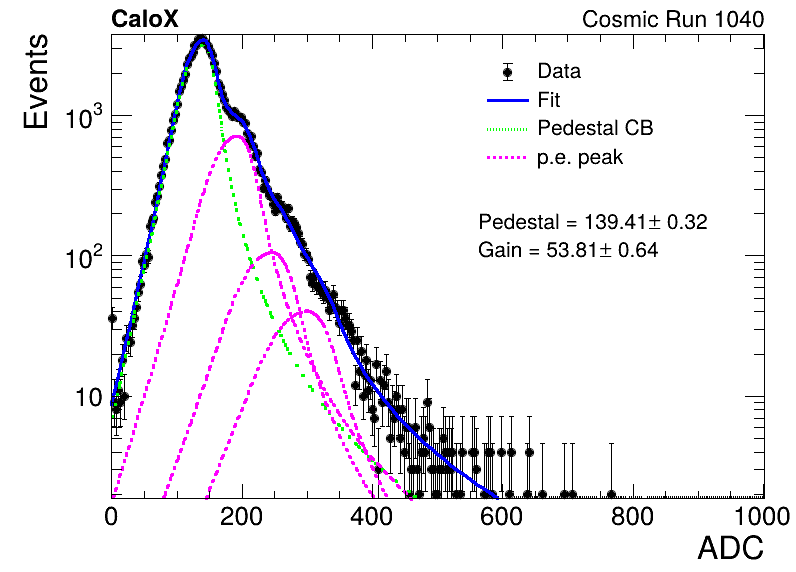 CaloX Cosmic Run 1040
Events
10³
10²
10
Data
Fit
Pedestal CB
p.e. peak
Pedestal = 139.41± 0.32
Gain = 53.81± 0.64
0 200 400 600 800 1000
ADC